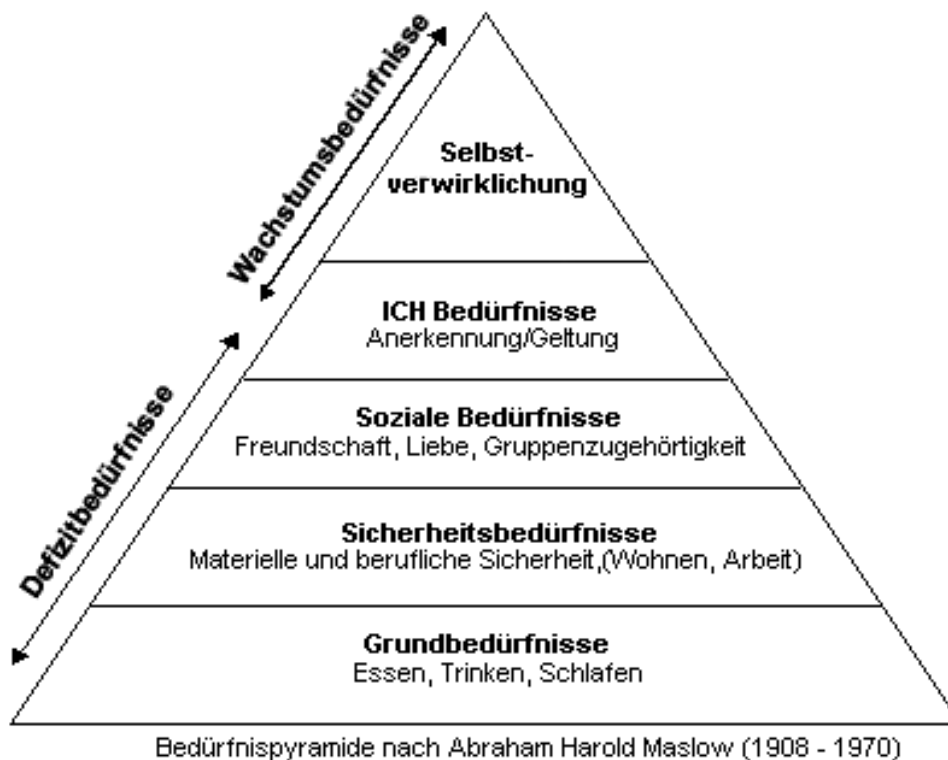 Wachstumsbedürfnisse
Defizitbedürfnisse
Selbst-
verwirklichung
ICH Bedürfnisse
Anerkennung/Geltung
Soziale Bedürfnisse
Freundschaft, Liebe, Gruppenzugehörtigkeit
Sicherheitsbedürfnisse
Materielle und berufliche Sicherheit,(Wohnen, Arbeit)
Grundbedürfnisse
Essen, Trinken, Schlafen
Bedürfnispyramide nach Abraham Harold Maslow (1908 - 1970)